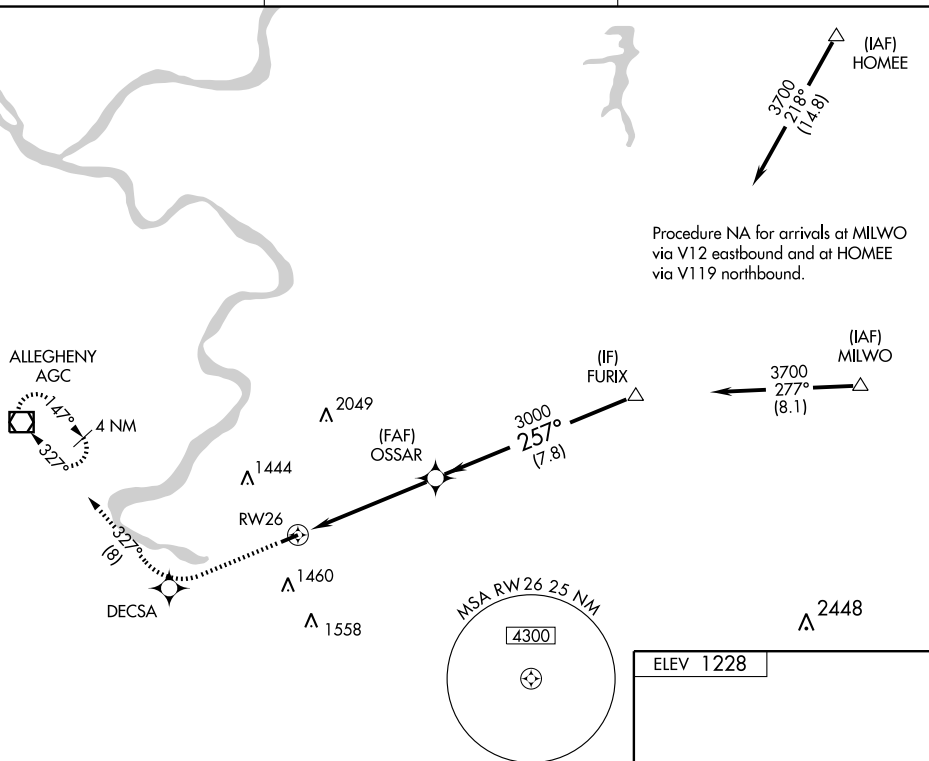 (IAF)
HOMEE
3700
218°
(14.8)
Procedure NA for arrivals at MILWO
via V12 eastbound and at HOMEE
via V119 northbound.
(IAF)
MILWO
3700
277°
(8.1)
(IF)
FURIX
3000
257°
(7.8)
(FAF)
OSSAR
ALLEGHENY
AGC
147°
4 NM
327°
2049
1444
RW26
327°
(8)
DECSA
1460
1558
MSA RW26 25 NM
4300
2448
ELEV 1228